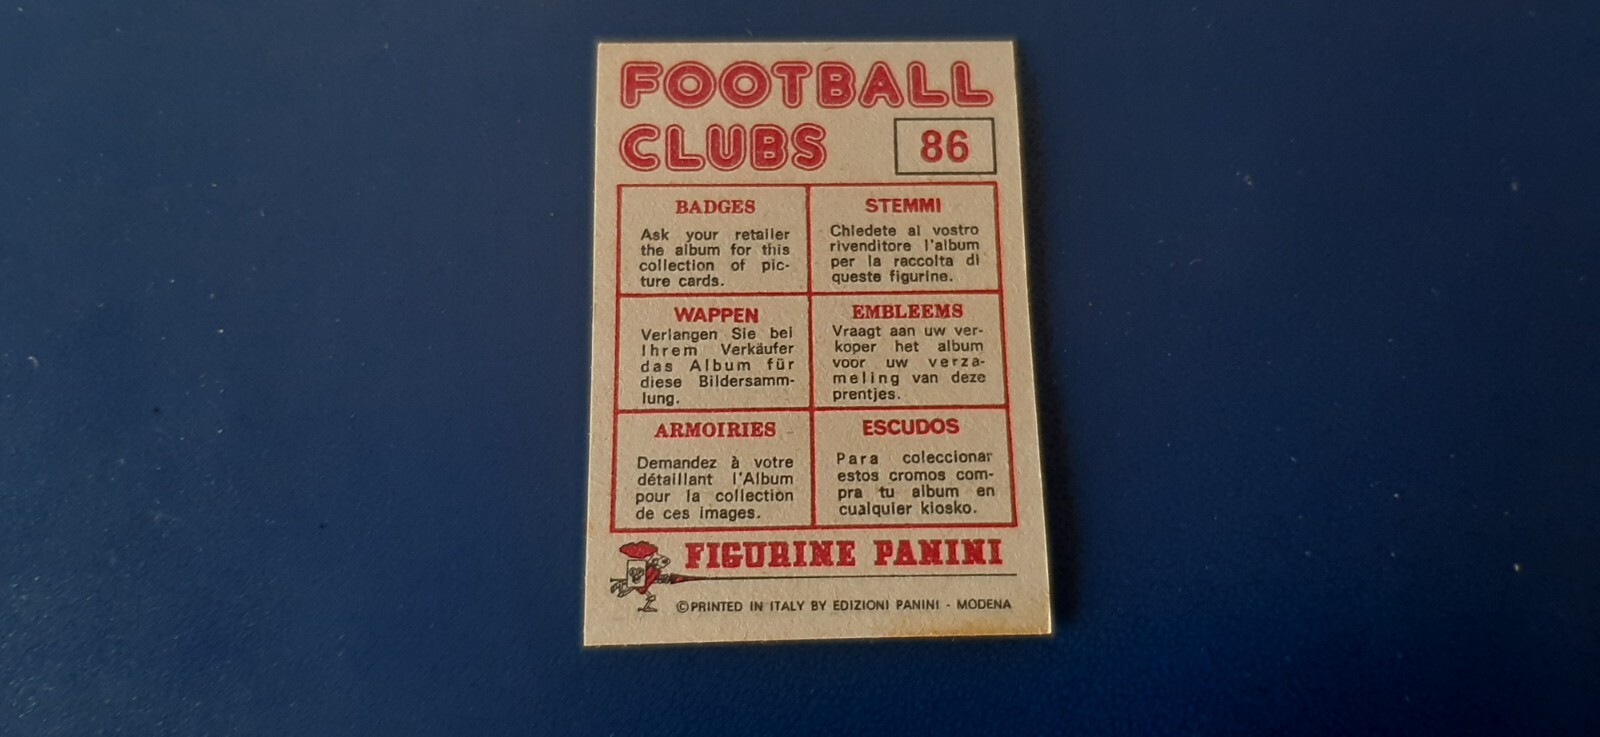 FOOTBALL
CLUBS
86
BADGES
Ask your retailer
the album for this
collection of pic-
ture cards.
STEMMI
Chiedete al vostro
rivenditore l'album
per la raccolta di
queste figurine.
WAPPEN
Verlangen Sie bei
Ihrem Verkäufer
das Album für
diese Bildersamm-
lung.
EMBLEEMS
Vraagt aan uw ver-
koper het album
voor uw verza-
meling van deze
prentjes.
ARMOIRIES
Demandez à votre
détaillant l'Album
pour la collection
de ces images.
ESCUDOS
Para coleccionar
estos cromos com-
pra tu album en
cualquier kiosko.
FIGURINE PANINI
©PRINTED IN ITALY BY EDIZIONI PANINI - MODENA